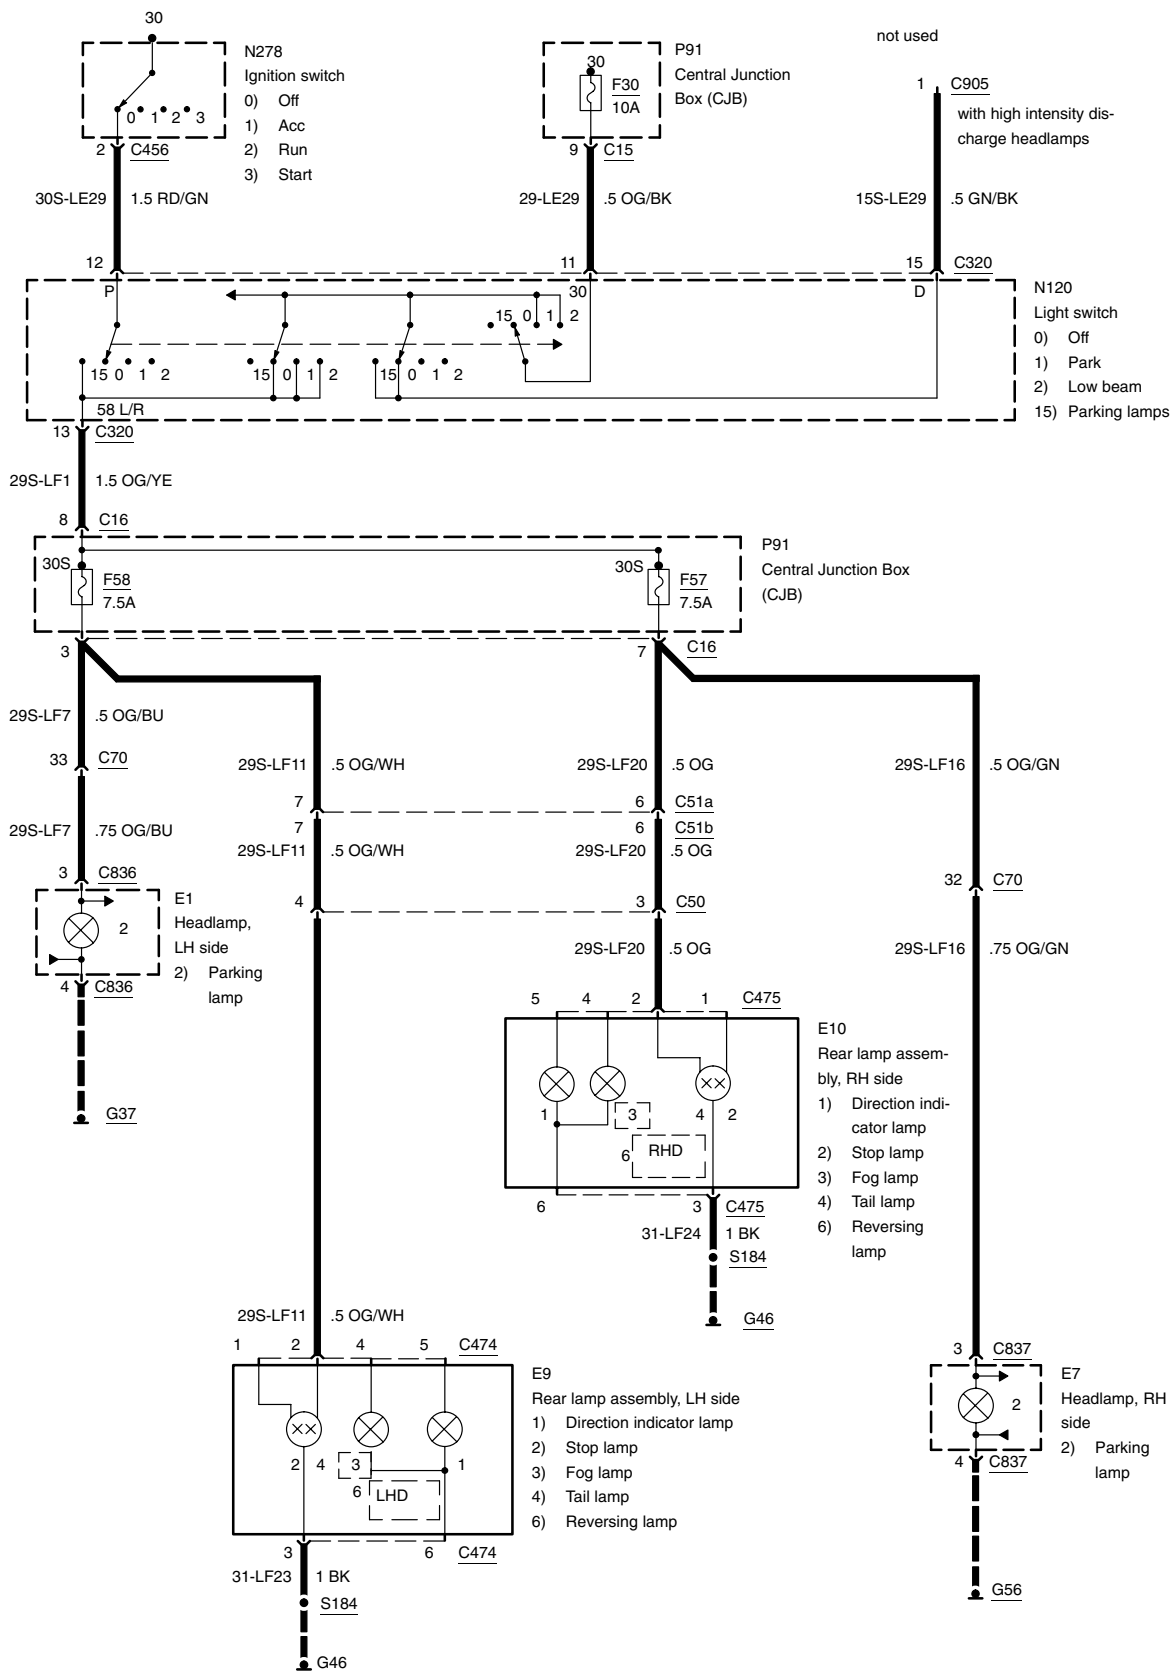 30
N278
Ignition switch
0) Off
1) Acc
2) Run
3) Start
0 1 2 3
2 C456
30S-LE29 1.5 RD/GN
P91
Central Junction
Box (CJB)
30
F30
10A
9 C15
29-LE29 .5 OG/BK
not used
1 C905
with high intensity dis-
charge headlamps
15S-LE29 .5 GN/BK
12 11 15 C320
P 30 D
15 0 1 2
15 0 1 2
15 0 1 2
15 0 1 2
58 L/R
N120
Light switch
0) Off
1) Park
2) Low beam
15) Parking lamps
13 C320
29S-LF1 1.5 OG/YE
8 C16
30S
F58
7.5A
30S
F57
7.5A
P91
Central Junction Box
(CJB)
3 7 C16
29S-LF7 .5 OG/BU
33 C70
29S-LF11 .5 OG/WH
29S-LF20 .5 OG
29S-LF16 .5 OG/GN
7 6 C51a
7 6 C51b
29S-LF7 .75 OG/BU
29S-LF11 .5 OG/WH
29S-LF20 .5 OG
3 C836
32 C70
4 3 C50
E1
Headlamp,
LH side
2) Parking
lamp
2
4 C836
G37
29S-LF20 .5 OG
29S-LF16 .75 OG/GN
5 4 2 1 C475
1 3 4 2
6 RHD
E10
Rear lamp assem-
bly, RH side
1) Direction indi-
cator lamp
2) Stop lamp
3) Fog lamp
4) Tail lamp
6) Reversing
lamp
6 3 C475
31-LF24 1 BK
S184
G46
29S-LF11 .5 OG/WH
1 2 4 5 C474
2 4 3 1
6 LHD
E9
Rear lamp assembly, LH side
1) Direction indicator lamp
2) Stop lamp
3) Fog lamp
4) Tail lamp
6) Reversing lamp
3 6 C474
31-LF23 1 BK
S184
G46
3 C837
2
E7
Headlamp, RH
side
2) Parking
lamp
4 C837
G56